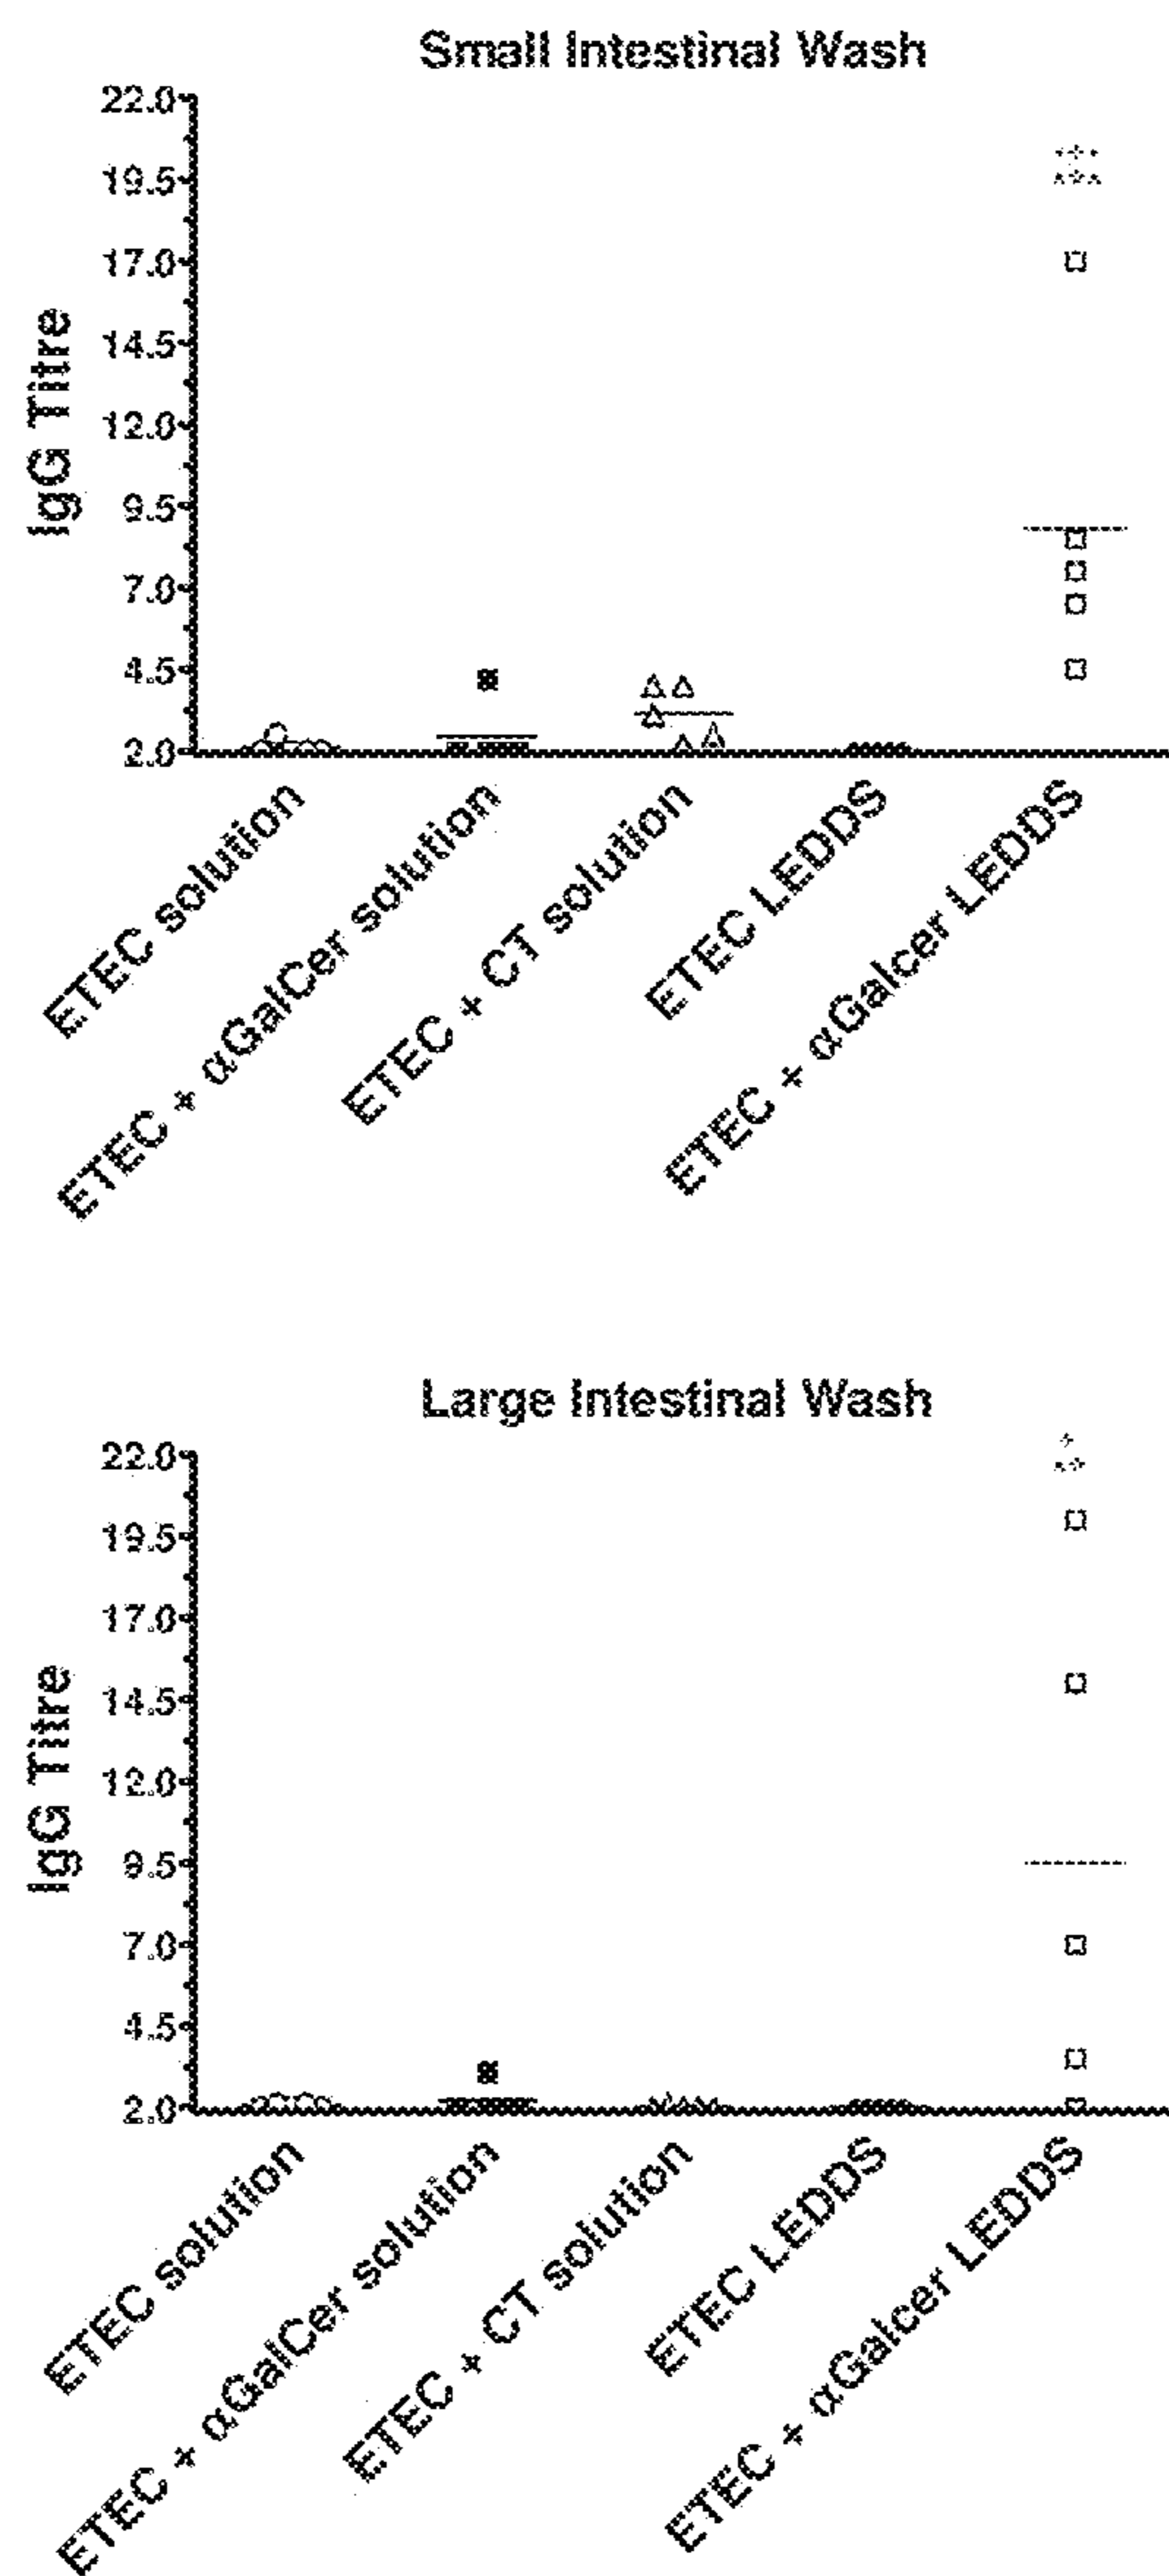 Small Intestinal Wash
IgG Titre
22.0
19.5
17.0
14.5
12.0
9.5
7.0
4.5
2.0
ETEC solution
ETEC + αGalCer solution
ETEC + CT solution
ETEC LEDDS
ETEC + αGalcer LEDDS
Large Intestinal Wash
IgG Titre
22.0
19.5
17.0
14.5
12.0
9.5
7.0
4.5
2.0
ETEC solution
ETEC + αGalCer solution
ETEC + CT solution
ETEC LEDDS
ETEC + αGalcer LEDDS